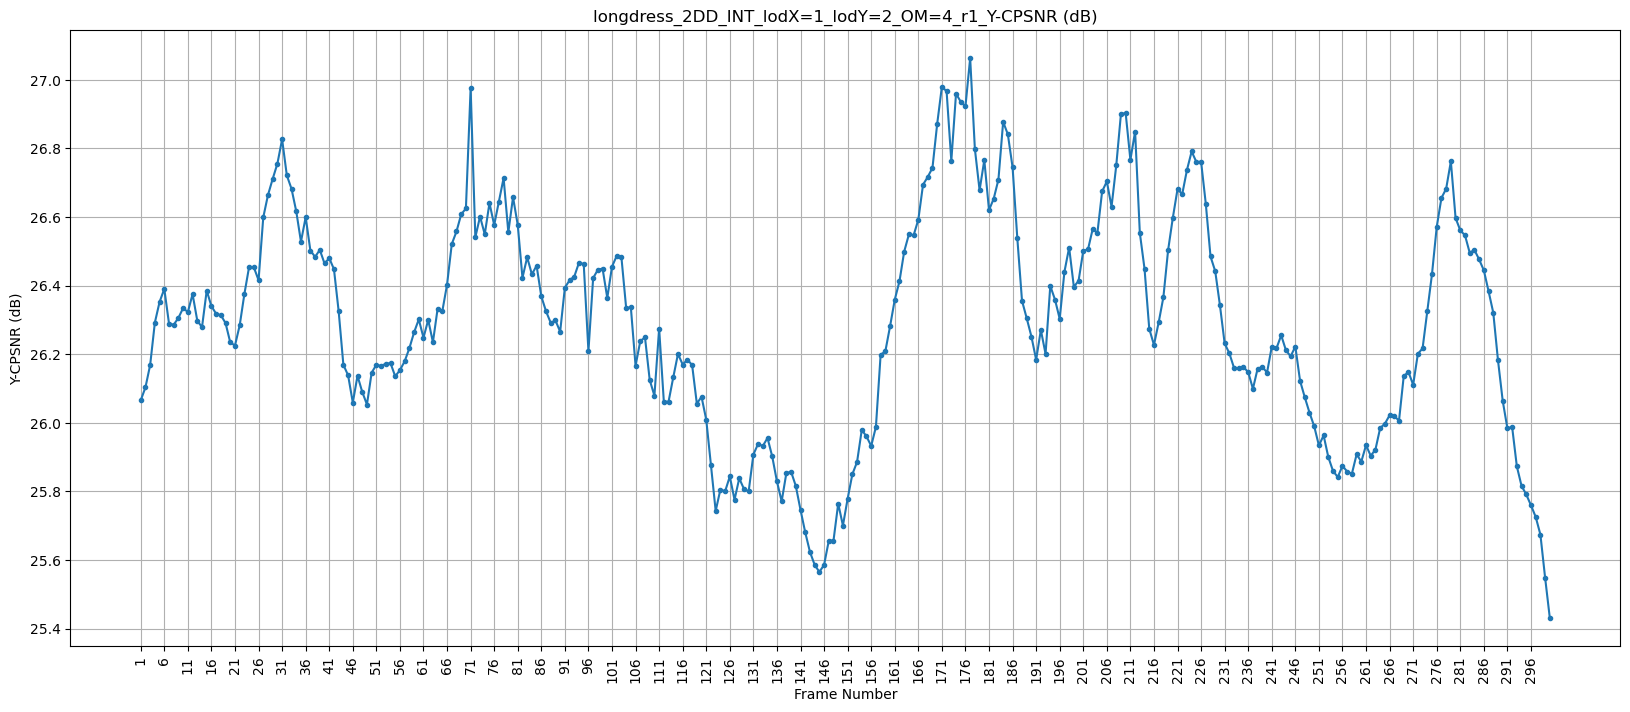 longdress_2DD_INT_lodX=1_lodY=2_OM=4_r1_Y-CPSNR (dB)
Y-CPSNR (dB)
27.0
26.8
26.6
26.4
26.2
26.0
25.8
25.6
25.4
1 6 11 16 21 26 31 36 41 46 51 56 61 66 71 76 81 86 91 96 101 106 111 116 121 126 131 136 141 146 151 156 161 166 171 176 181 186 191 196 201 206 211 216 221 226 231 236 241 246 251 256 261 266 271 276 281 286 291 296
Frame Number